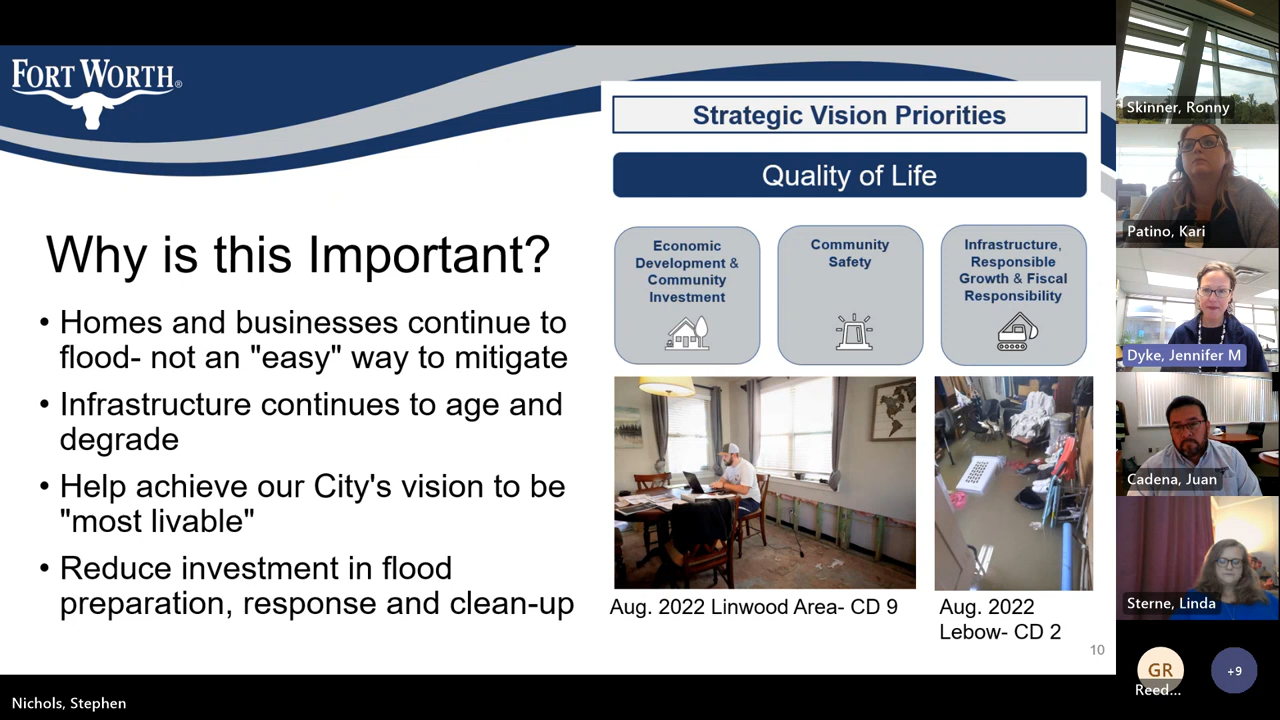 FORT WORTH®
Strategic Vision Priorities
Quality of Life
Economic
Development &
Community
Investment
Community
Safety
Infrastructure,
Responsible
Growth & Fiscal
Responsibility
Why is this Important?
• Homes and businesses continue to
flood- not an "easy" way to mitigate
• Infrastructure continues to age and
degrade
• Help achieve our City's vision to be
"most livable"
• Reduce investment in flood
preparation, response and clean-up
Aug. 2022 Linwood Area- CD 9
Aug. 2022
Lebow- CD 2
10
Skinner, Ronny
Patino, Kari
Dyke, Jennifer M
Cadena, Juan
Sterne, Linda
GR
Reed...
+9
Nichols, Stephen